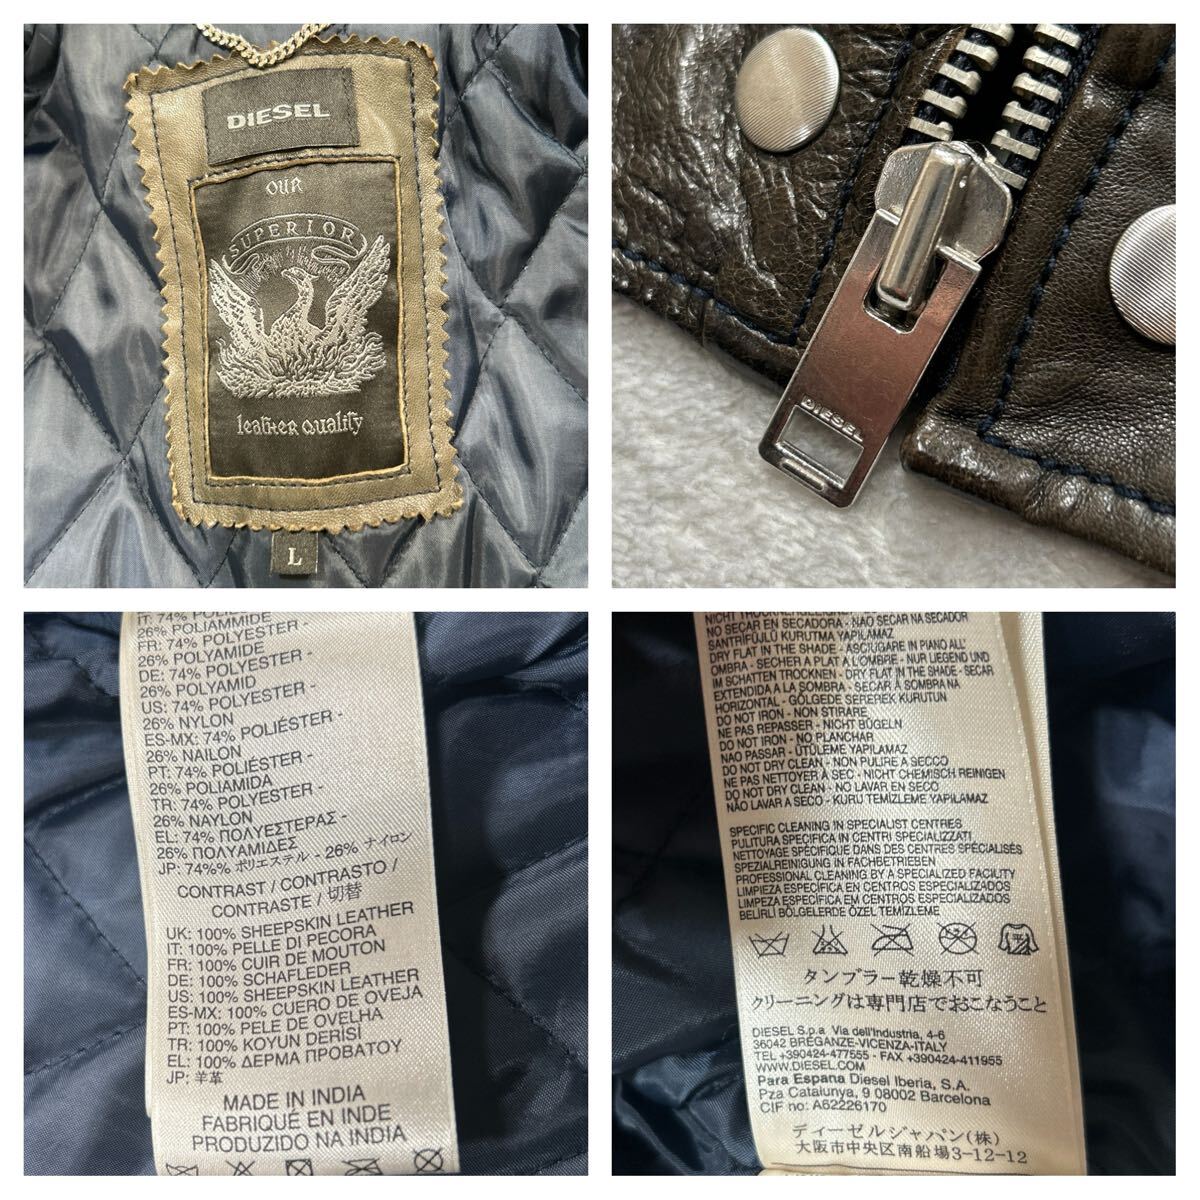 DIESEL
OUR
SUPERIOR
leather quality
L
DIESEL
IT: 74% POLIESTERE -
26% POLIAMMIDE
FR: 74% POLYESTER -
26% POLYAMIDE
DE: 74% POLYESTER -
26% POLYAMID
US: 74% POLYESTER -
26% NYLON
ES-MX: 74% POLIÉSTER -
26% NAILON
PT: 74% POLIÉSTER -
26% POLIAMIDA
TR: 74% POLYESTER -
26% NAYLON
EL: 74% ΠΟΛΥΕΣΤΕΡΑΣ -
26% ΠΟΛΥΑΜΙΔΕΣ
JP: 74%% ポリエステル - 26% ナイロン
CONTRAST / CONTRASTO /
CONTRASTE / 切替
UK: 100% SHEEPSKIN LEATHER
IT: 100% PELLE DI PECORA
FR: 100% CUIR DE MOUTON
DE: 100% SCHAFLEDER
US: 100% SHEEPSKIN LEATHER
ES-MX: 100% CUERO DE OVEJA
PT: 100% PELE DE OVELHA
TR: 100% KOYUN DERISI
EL: 100% ΔΕΡΜΑ ΠΡΟΒΑΤΟΥ
JP: 羊革
MADE IN INDIA
FABRIQUÉ EN INDE
PRODUZIDO NA INDIA
NO SECAR EN SECADORA - NÃO SECAR NA SECADOR
SANTRİFÜJLÜ KURUTMA YAPILAMAZ
DRY FLAT IN THE SHADE - ASCIUGARE IN PIANO ALL'
OMBRA - SECHER A PLAT A L'OMBRE - NUR LIEGEND UND
IM SCHATTEN TROCKNEN - DRY FLAT IN THE SHADE - SECAR
EXTENDIDA A LA SOMBRA - SECAR À SOMBRA NA
HORIZONTAL - GÖLGEDE SEREREK KURUTUN
DO NOT IRON - NON STIRARE
NE PAS REPASSER - NICHT BÜGELN
DO NOT IRON - NO PLANCHAR
NÃO PASSAR - ÜTÜLEME YAPILAMAZ
DO NOT DRY CLEAN - NON PULIRE A SECCO
NE PAS NETTOYER À SEC - NICHT CHEMISCH REINIGEN
DO NOT DRY CLEAN - NO LAVAR EN SECO
NÃO LAVAR A SECO - KURU TEMİZLEME YAPILAMAZ
SPECIFIC CLEANING IN SPECIALIST CENTRES
PULITURA SPECIFICA IN CENTRI SPECIALIZZATI
NETTOYAGE SPÉCIFIQUE DANS DES CENTRES SPÉCIALISÉS
SPEZIALREINIGUNG IN FACHBETRIEBEN
PROFESSIONAL CLEANING BY A SPECIALIZED FACILITY
LIMPIEZA ESPECÍFICA EN CENTROS ESPECIALIZADOS
LIMPEZA ESPECÍFICA EM CENTROS ESPECIALIZADOS
BELİRLİ BÖLGELERDE ÖZEL TEMİZLEME
タンブラー乾燥不可
クリーニングは専門店でおこなうこと
DIESEL S.p.a Via dell'Industria, 4-6
36042 BREGANZE-VICENZA-ITALY
TEL +390424-477555 - FAX +390424-411955
WWW.DIESEL.COM
Para Espana Diesel Iberia, S.A.
Pza Catalunya, 9 08002 Barcelona
CIF no: A62226170
ディーゼルジャパン(株)
大阪市中央区南船場3-12-12